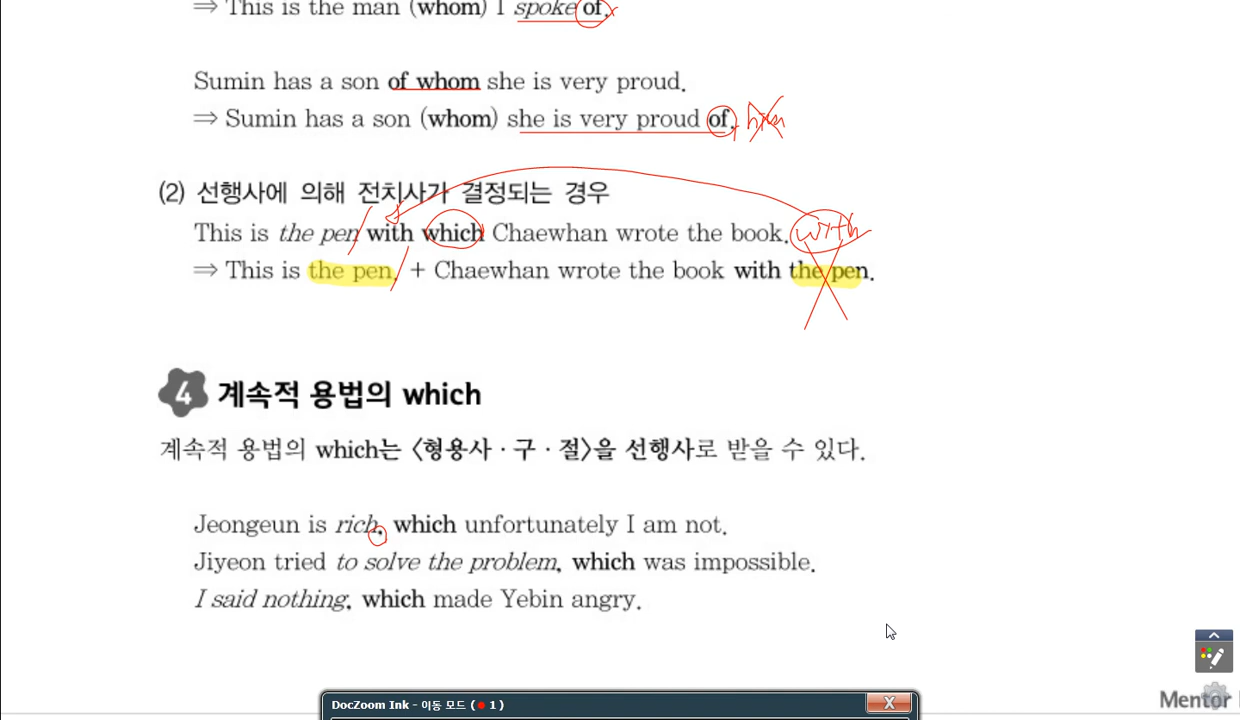 ⇒ This is the man (whom) I spoke of.
Sumin has a son of whom she is very proud.
⇒ Sumin has a son (whom) she is very proud of. him
(2) 선행사에 의해 전치사가 결정되는 경우
This is the pen with which Chaewhan wrote the book. with
⇒ This is the pen. + Chaewhan wrote the book with the pen.
4 계속적 용법의 which
계속적 용법의 which는 〈형용사 · 구 · 절〉을 선행사로 받을 수 있다.
Jeongeun is rich, which unfortunately I am not.
Jiyeon tried to solve the problem, which was impossible.
I said nothing, which made Yebin angry.
Mentor
DocZoom Ink - 이동 모드 ( 1 )
X